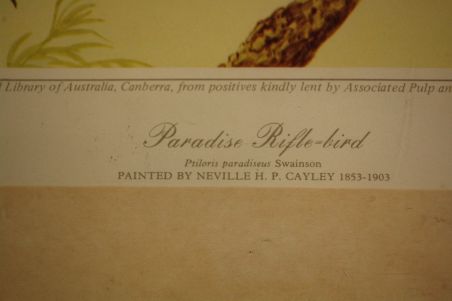 Library of Australia, Canberra, from positives kindly lent by Associated Pulp an
Paradise Rifle-bird
Ptiloris paradiseus Swainson
PAINTED BY NEVILLE H. P. CAYLEY 1853-1903